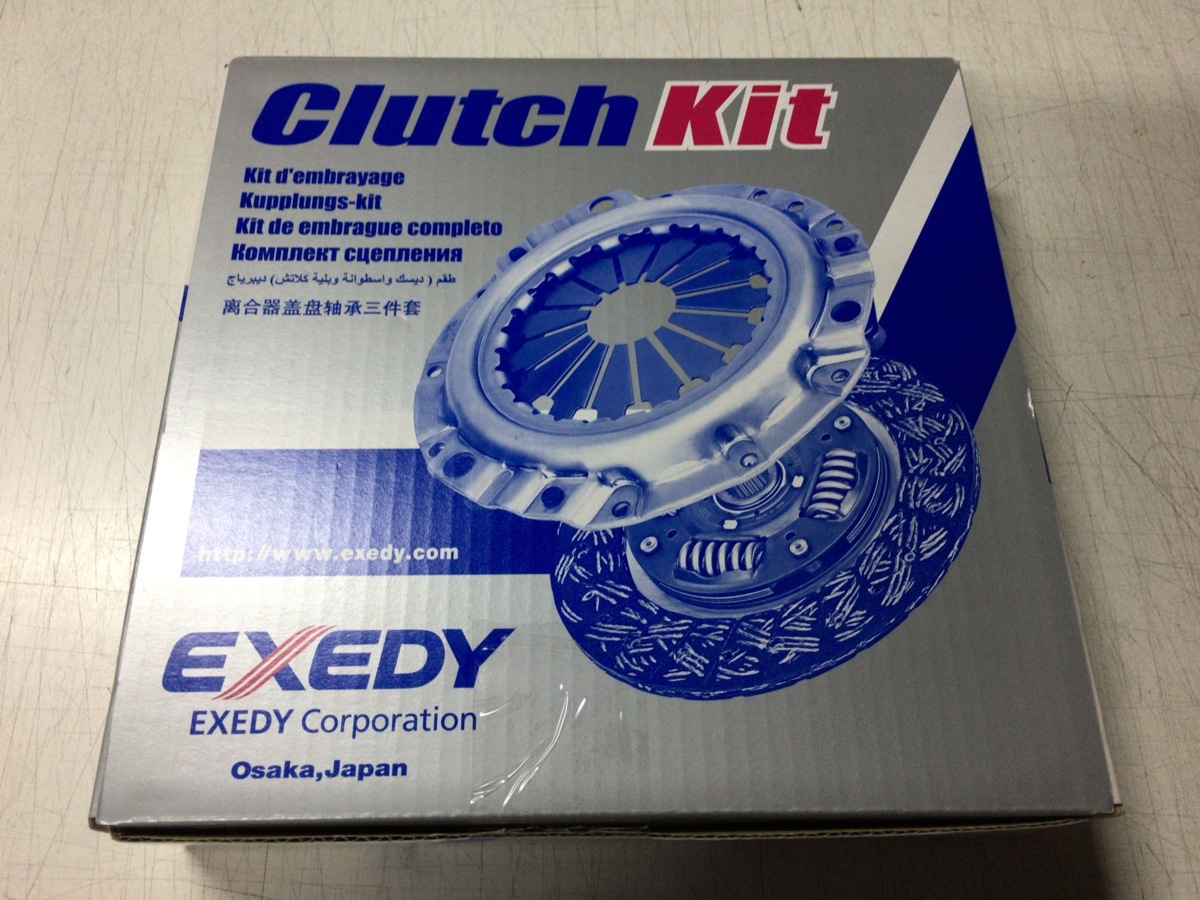 Clutch Kit
Kit d'embrayage
Kupplungs-kit
Kit de embrague completo
Комплект сцепления
طقم ( ديسك واسطوانة وبلية كلاتش) ديبرياج
离合器盖盘轴承三件套
http://www.exedy.com
EXEDY
EXEDY Corporation
Osaka,Japan